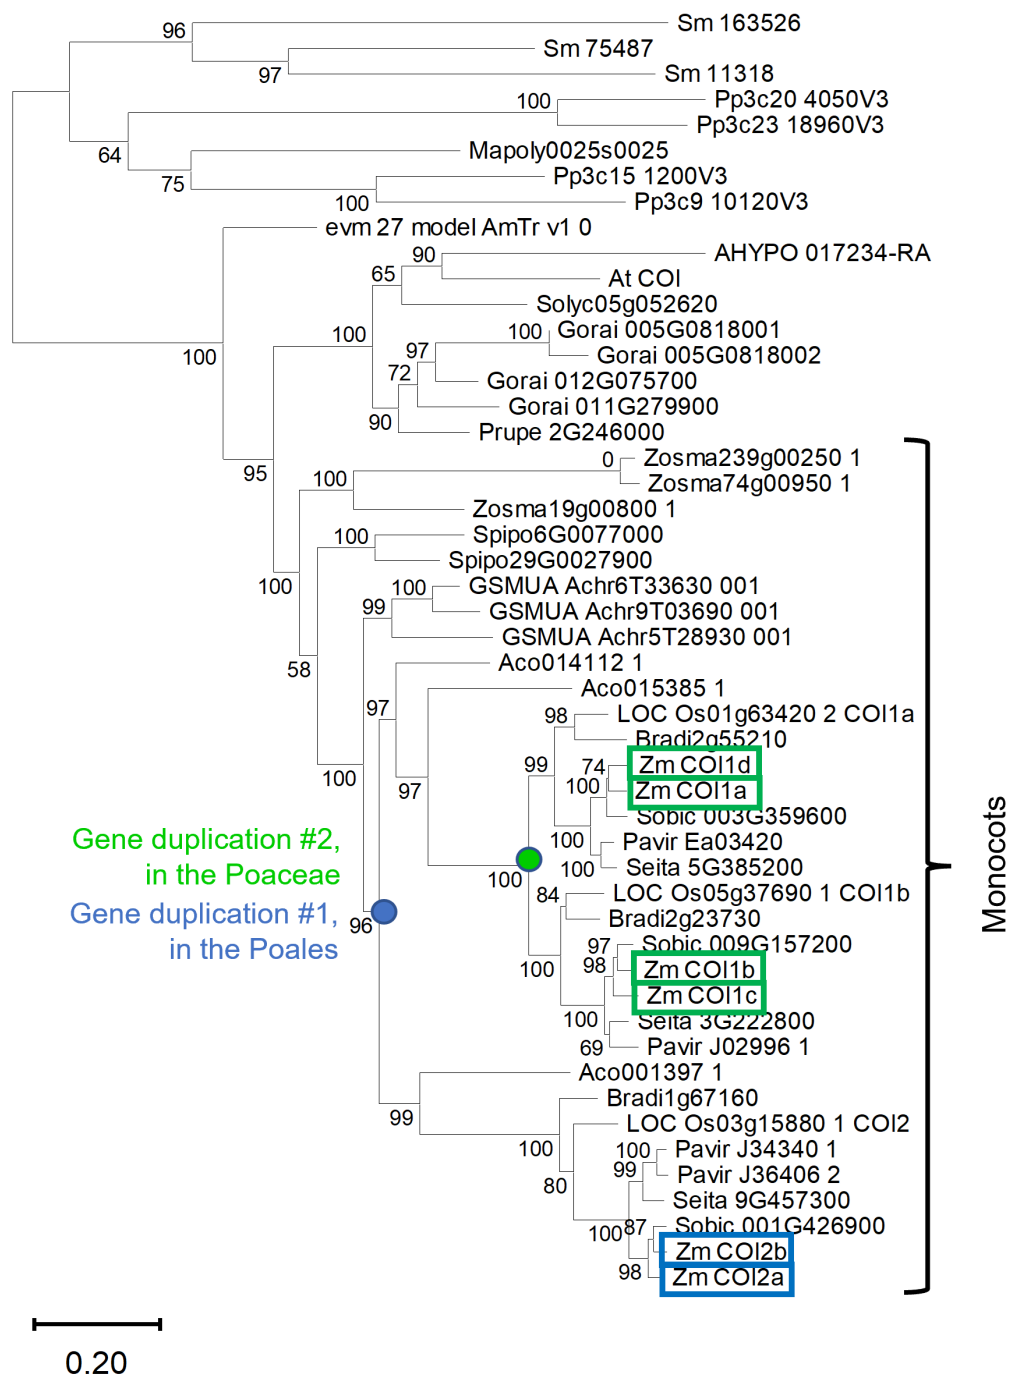 96
Sm 163526
Sm 75487
97
Sm 11318
100
Pp3c20 4050V3
Pp3c23 18960V3
64
Mapoly0025s0025
75
Pp3c15 1200V3
100
Pp3c9 10120V3
evm 27 model AmTr v1 0
90
AHYPO 017234-RA
65
At COI
Solyc05g052620
100
100
Gorai 005G0818001
100
97
Gorai 005G0818002
72
Gorai 012G075700
Gorai 011G279900
90
Prupe 2G246000
95
0
Zosma239g00250 1
100
Zosma74g00950 1
Zosma19g00800 1
100
Spipo6G0077000
Spipo29G0027900
100
100
GSMUA Achr6T33630 001
99
GSMUA Achr9T03690 001
GSMUA Achr5T28930 001
58
Aco014112 1
97
Aco015385 1
98
LOC Os01g63420 2 COI1a
Bradi2g55210
99
74
Zm COI1d
100
100
97
Zm COI1a
Sobic 003G359600
100
Pavir Ea03420
100
Seita 5G385200
100
Gene duplication #2,
in the Poaceae
Gene duplication #1,
in the Poales
96
84
LOC Os05g37690 1 COI1b
Bradi2g23730
97
Sobic 009G157200
100
98
Zm COI1b
Zm COI1c
100
Seita 3G222800
69
Pavir J02996 1
Monocots
Aco001397 1
99
Bradi1g67160
LOC Os03g15880 1 COI2
100
100
Pavir J34340 1
99
Pavir J36406 2
80
Seita 9G457300
100
87
Sobic 001G426900
Zm COI2b
98
Zm COI2a
0.20